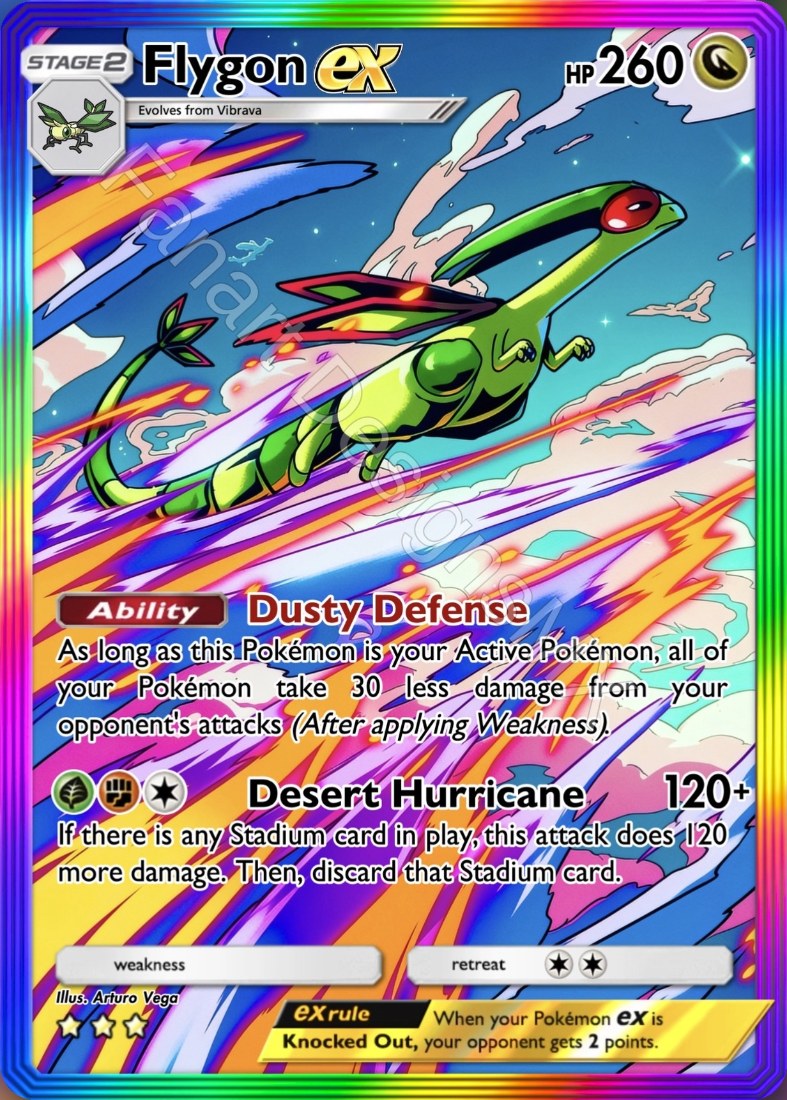 STAGE2 Flygon ex HP 260
Evolves from Vibrava
Fanart Designs
Ability Dusty Defense
As long as this Pokémon is your Active Pokémon, all of
your Pokémon take 30 less damage from your
opponent's attacks (After applying Weakness).
Desert Hurricane 120+
If there is any Stadium card in play, this attack does 120
more damage. Then, discard that Stadium card.
weakness retreat
Illus. Arturo Vega
ex rule When your Pokémon ex is
Knocked Out, your opponent gets 2 points.